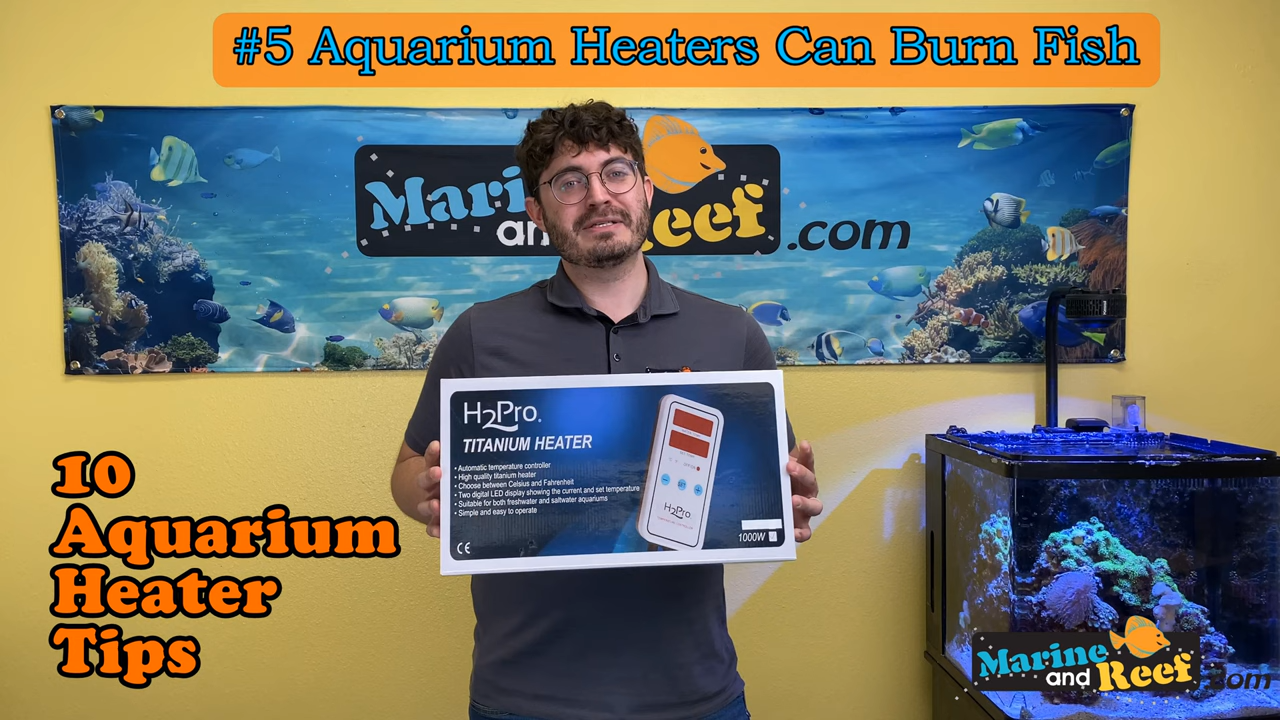 #5 Aquarium Heaters Can Burn Fish
Marine
and Reef
.com
H2Pro.
TITANIUM HEATER
• Automatic temperature controller
• High quality titanium heater
• Choose between Celsius and Fahrenheit
• Two digital LED display showing the current and set temperature
• Suitable for both freshwater and saltwater aquariums
• Simple and easy to operate
CE
H2Pro
1000W
10
Aquarium
Heater
Tips
Marine
and Reef
.com